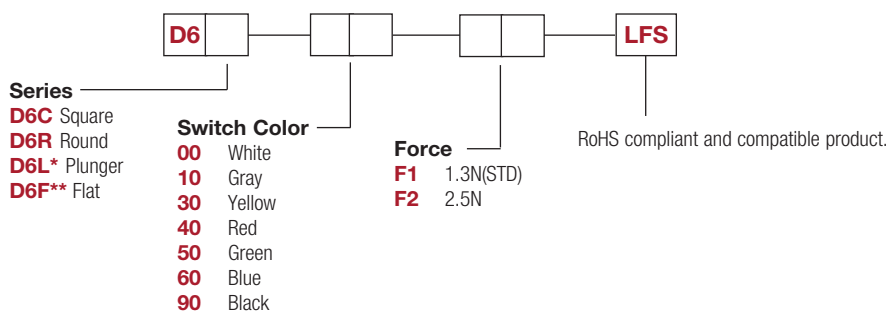 D6 LFS
Series
D6C Square
D6R Round
D6L* Plunger
D6F** Flat
Switch Color
00 White
10 Gray
30 Yellow
40 Red
50 Green
60 Blue
90 Black
Force
F1 1.3N(STD)
F2 2.5N
RoHS compliant and compatible product.